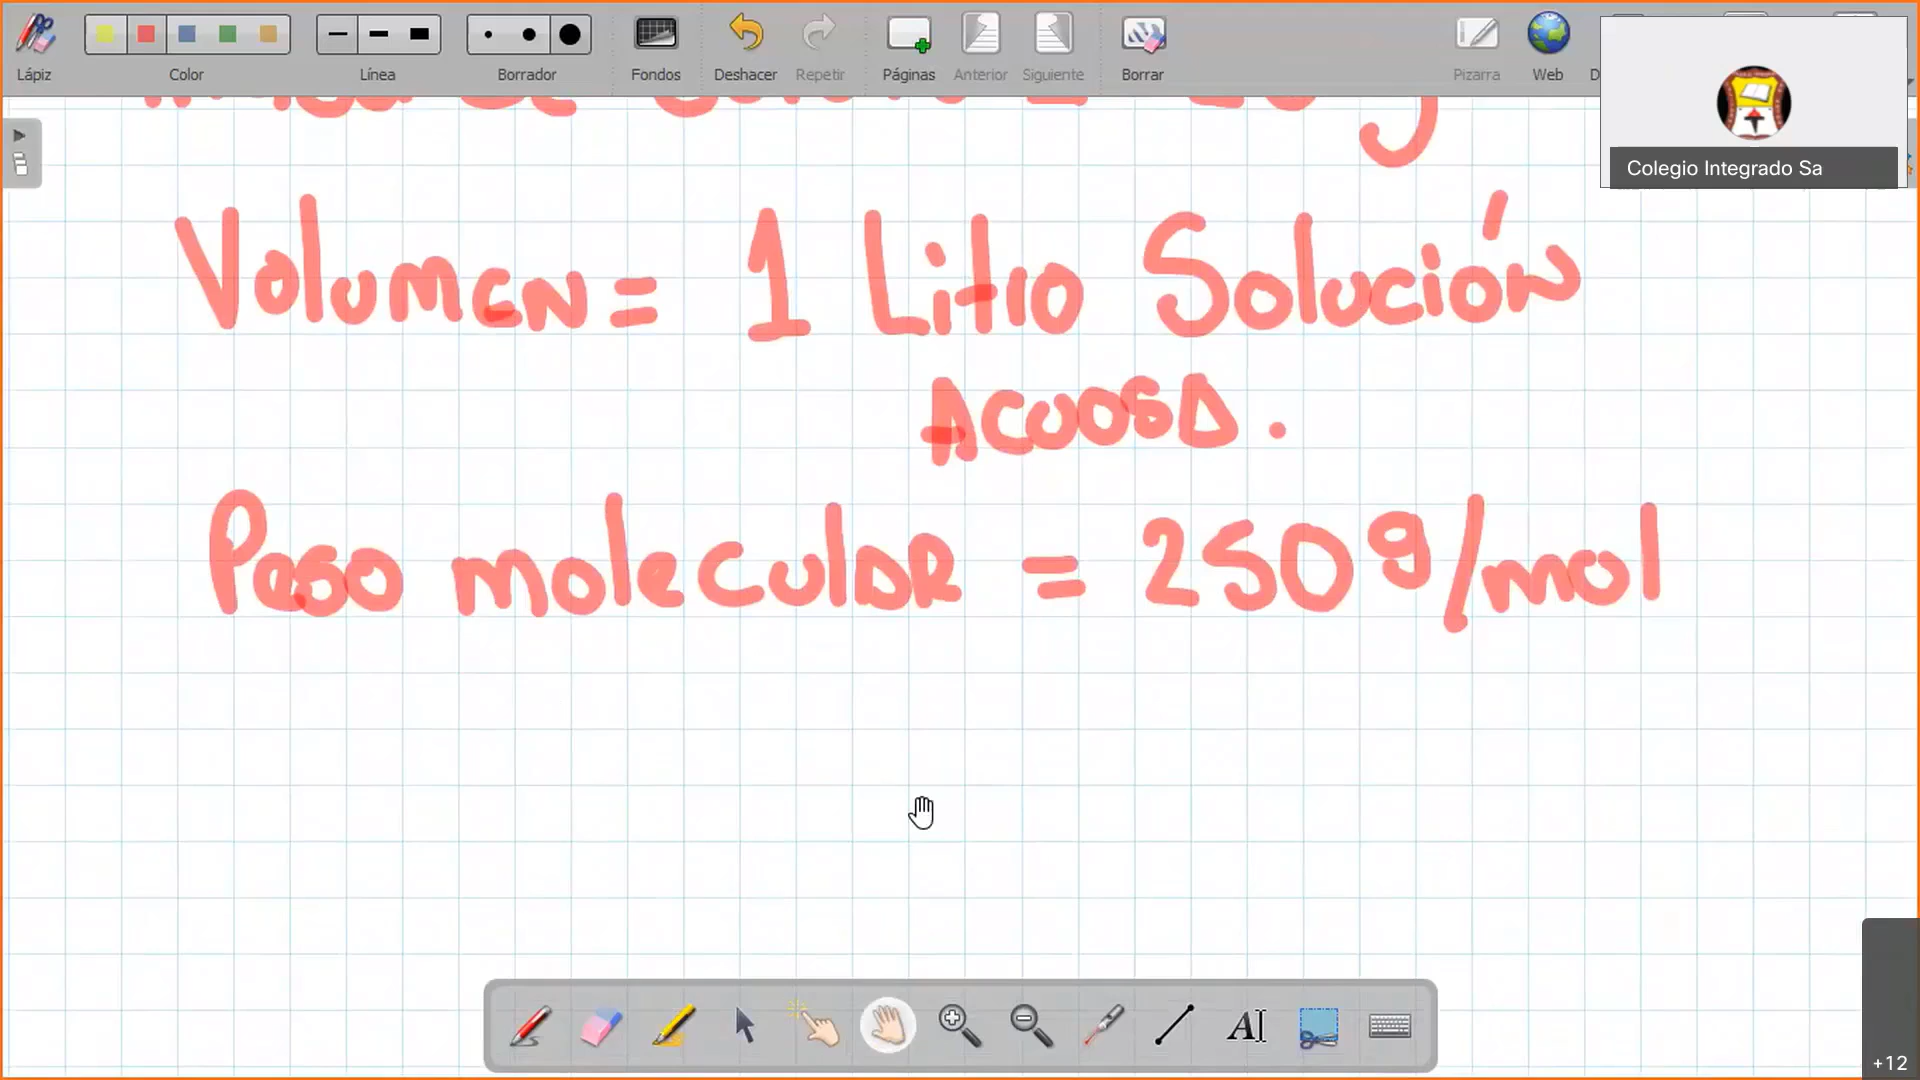 Lápiz
Color
Línea
Borrador
Fondos
Deshacer
Repetir
Páginas
Anterior
Siguiente
Borrar
Pizarra
Web
Colegio Integrado Sa
Volumen = 1 Litro Solución
Acuosa.
Peso molecular = 250 g/mol
+12